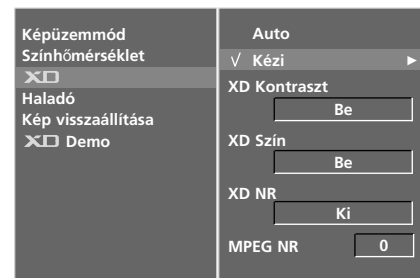 Képüzemmód
Színhőmérséklet
XD
Haladó
Kép visszaállítása
XD Demo
Auto
√ Kézi ►
XD Kontraszt
Be
XD Szín
Be
XD NR
Ki
MPEG NR 0